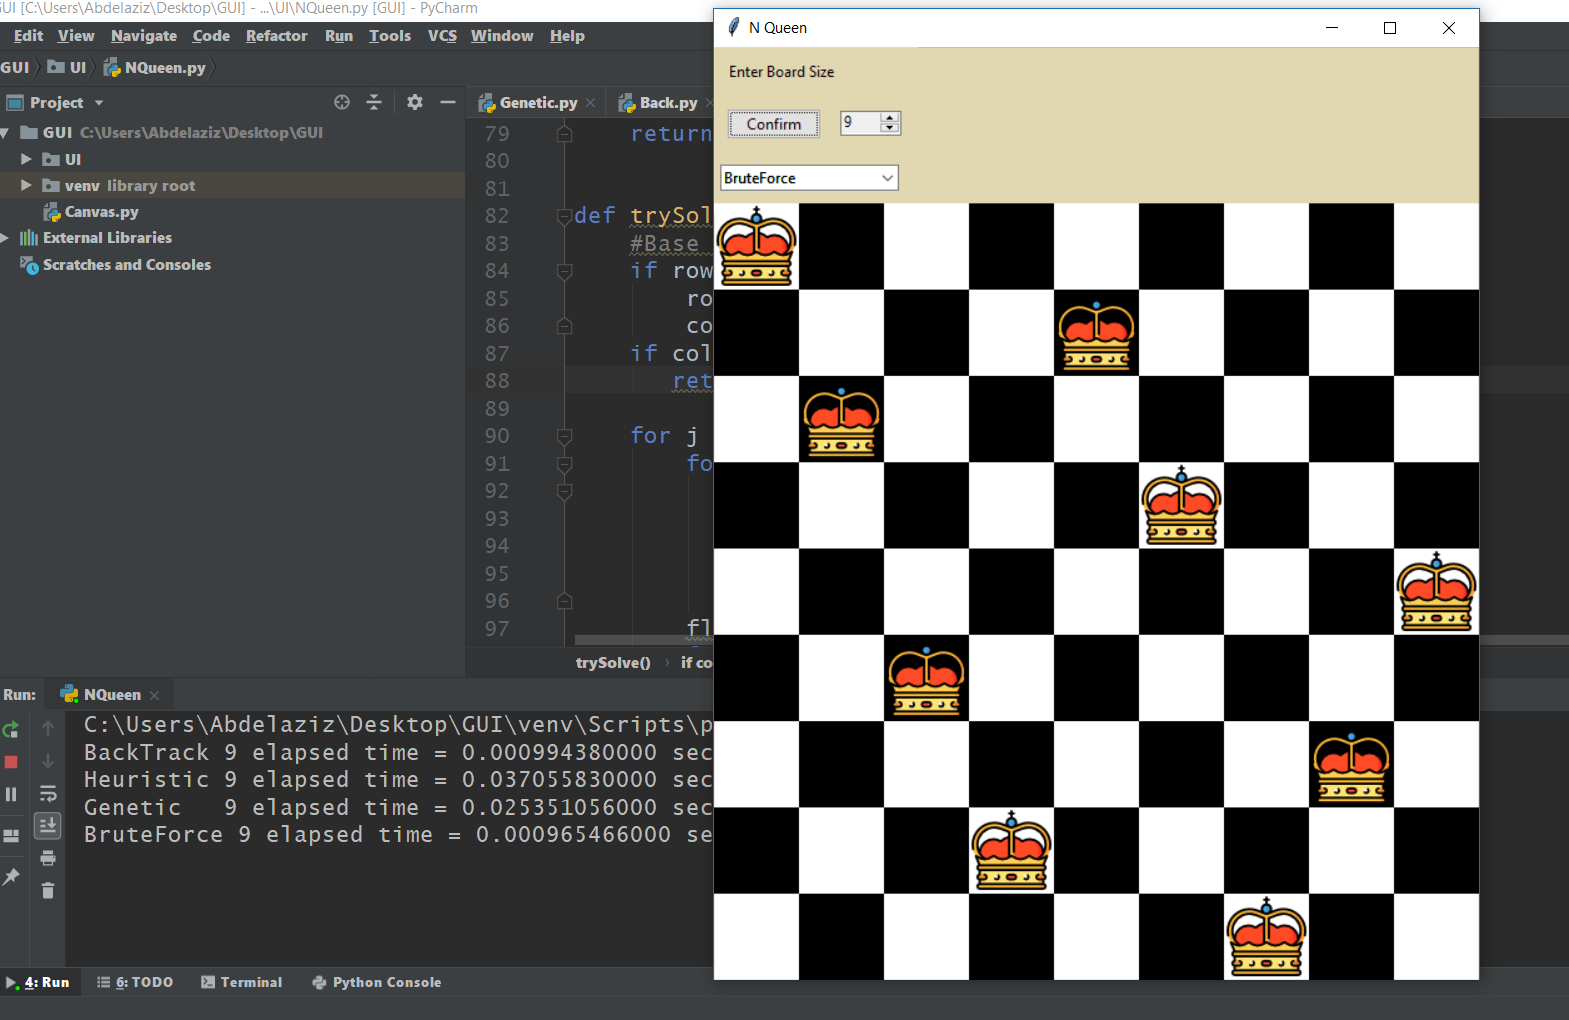 GUI [C:\Users\Abdelaziz\Desktop\GUI] - ...\UI\NQueen.py [GUI] - PyCharm
Edit View Navigate Code Refactor Run Tools VCS Window Help
GUI UI NQueen.py
Project
Genetic.py Back.py
GUI C:\Users\Abdelaziz\Desktop\GUI
UI
venv library root
Canvas.py
External Libraries
Scratches and Consoles
79 return
80
81
82 def trySol
83 #Base
84 if row
85 ro
86 co
87 if col
88 ret
89
90 for j
91 fo
92
93
94
95
96
97 fl
trySolve() › if co
N Queen
Enter Board Size
Confirm 9
BruteForce
Run: NQueen
C:\Users\Abdelaziz\Desktop\GUI\venv\Scripts\p
BackTrack 9 elapsed time = 0.000994380000 sec
Heuristic 9 elapsed time = 0.037055830000 sec
Genetic   9 elapsed time = 0.025351056000 sec
BruteForce 9 elapsed time = 0.000965466000 se
4: Run 6: TODO Terminal Python Console